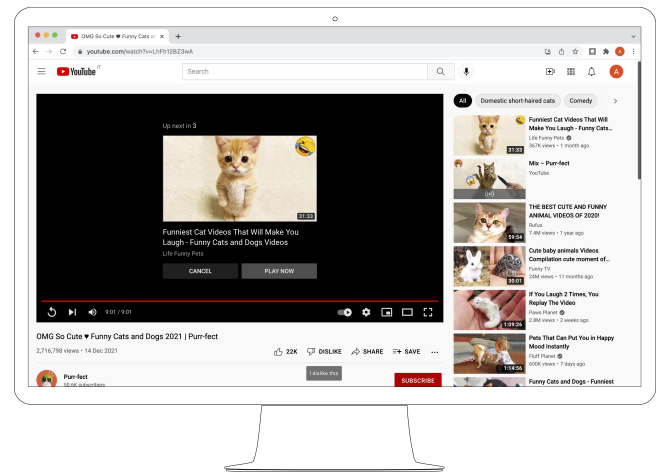 OMG So Cute ♥ Funny Cats an
youtube.com/watch?v=LhFh12BZ3wA
A
YouTube IT
Search
A
Up next in 3
31:33
Funniest Cat Videos That Will Make You
Laugh - Funny Cats and Dogs Videos
Life Funny Pets
CANCEL
PLAY NOW
9:01 / 9:01
OMG So Cute ♥ Funny Cats and Dogs 2021 | Purr-fect
2,716,798 views • 14 Dec 2021
22K
DISLIKE
SHARE
SAVE
...
I dislike this
Purr-fect
50.6K subscribers
SUBSCRIBE
All
Domestic short-haired cats
Comedy
31:33
Funniest Cat Videos That Will
Make You Laugh - Funny Cats...
Life Funny Pets
367K views • 1 month ago
Mix – Purr-fect
YouTube
59:54
THE BEST CUTE AND FUNNY
ANIMAL VIDEOS OF 2020!
Rufus
7.4M views • 1 year ago
30:01
Cute baby animals Videos
Compilation cute moment of...
Funny TV
24M views • 11 months ago
1:09:26
If You Laugh 2 Times, You
Replay The Video
Paws Planet
2.8M views • 2 weeks ago
1:14:56
Pets That Can Put You in Happy
Mood Instantly
Fluff Planet
600K views • 7 days ago
Funny Cats and Dogs - Funniest